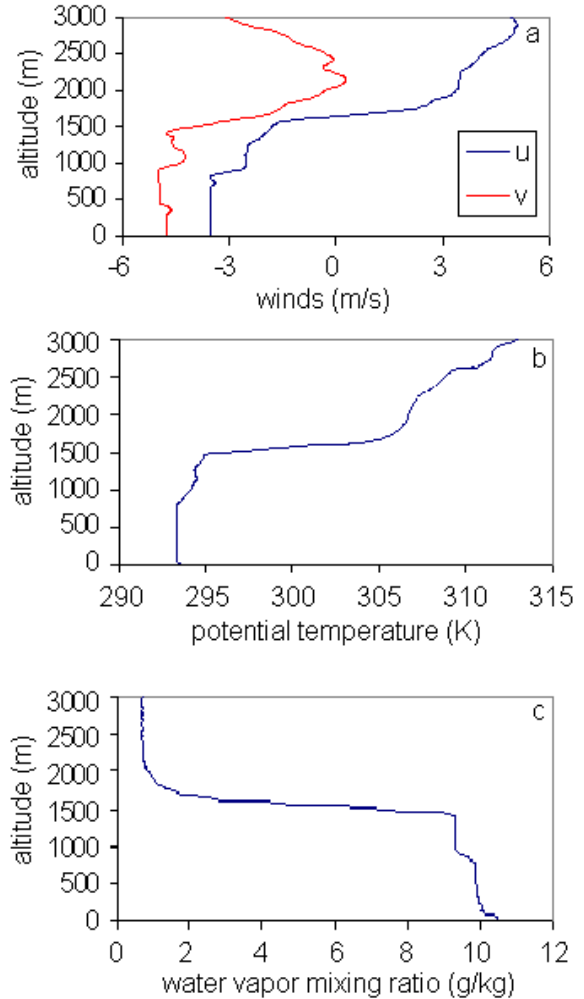 3000
2500
2000
1500
1000
500
0
altitude (m)
a
u
v
-6 -3 0 3 6
winds (m/s)
3000
2500
2000
1500
1000
500
0
altitude (m)
b
290 295 300 305 310 315
potential temperature (K)
3000
2500
2000
1500
1000
500
0
altitude (m)
c
0 2 4 6 8 10 12
water vapor mixing ratio (g/kg)